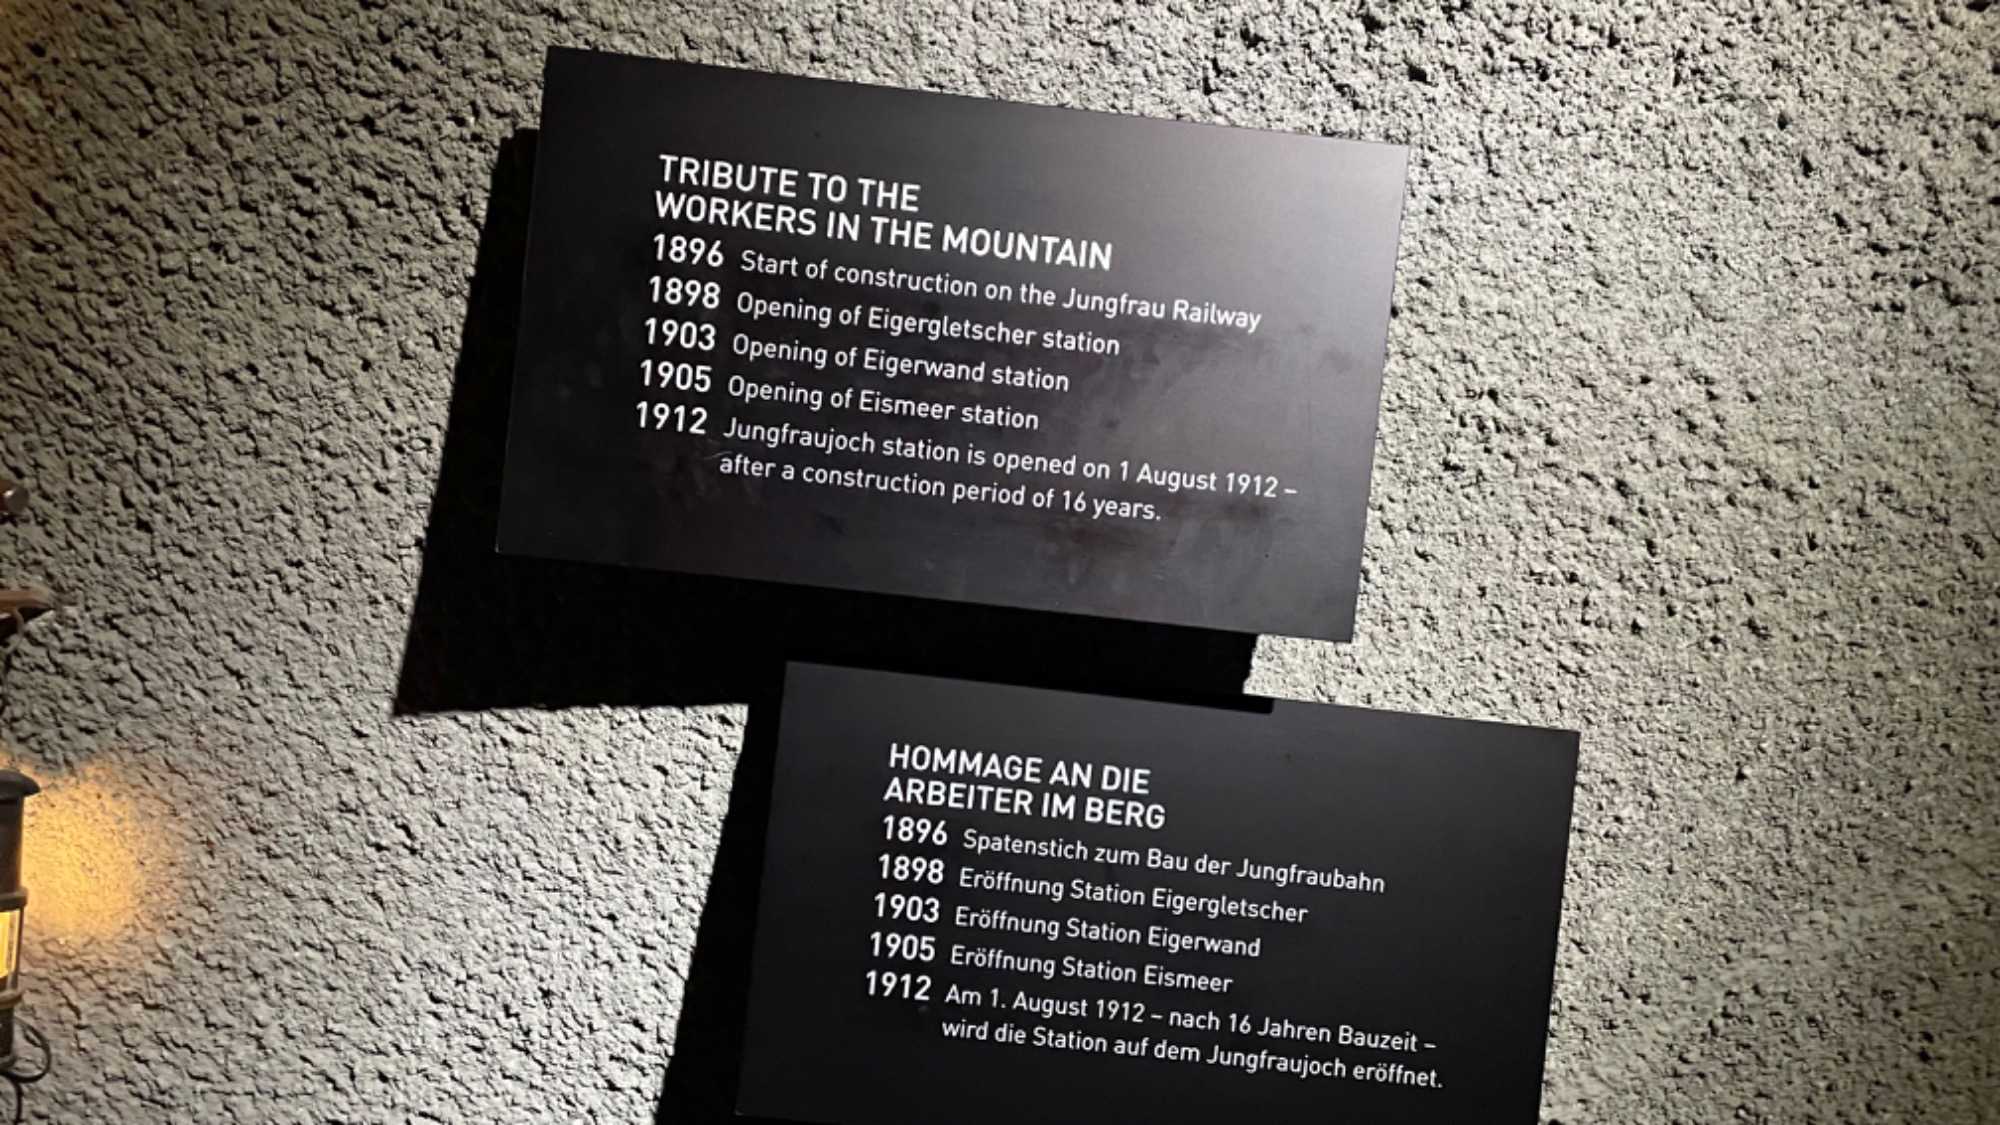 TRIBUTE TO THE
WORKERS IN THE MOUNTAIN
1896 Start of construction on the Jungfrau Railway
1898 Opening of Eigergletscher station
1903 Opening of Eigerwand station
1905 Opening of Eismeer station
1912 Jungfraujoch station is opened on 1 August 1912 –
after a construction period of 16 years.
HOMMAGE AN DIE
ARBEITER IM BERG
1896 Spatenstich zum Bau der Jungfraubahn
1898 Eröffnung Station Eigergletscher
1903 Eröffnung Station Eigerwand
1905 Eröffnung Station Eismeer
1912 Am 1. August 1912 – nach 16 Jahren Bauzeit –
wird die Station auf dem Jungfraujoch eröffnet.